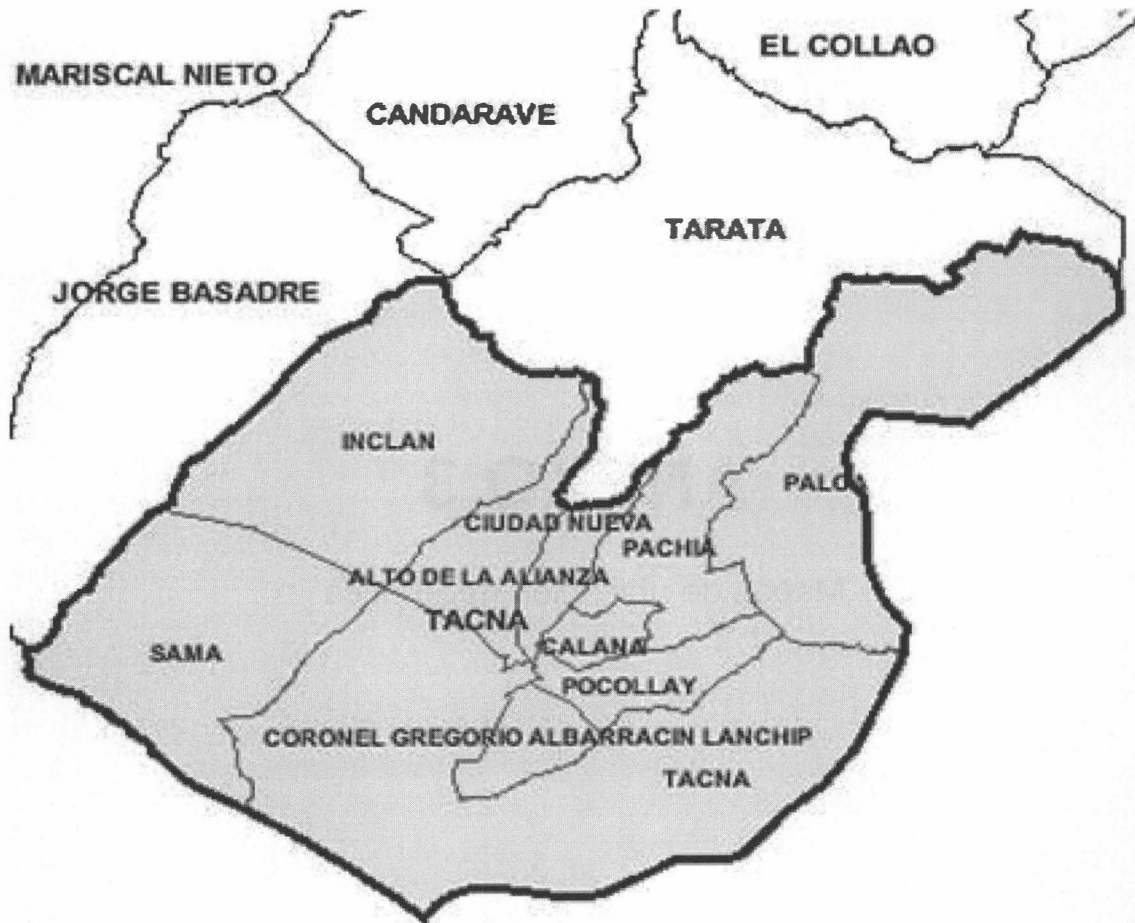 EL COLLAO
MARISCAL NIETO
CANDARAVE
TARATA
JORGE BASADRE
INCLAN
PALCA
CIUDAD NUEVA
PACHIA
ALTO DE LA ALIANZA
TACNA
CALANA
SAMA
POCOLLAY
CORONEL GREGORIO ALBARRACIN LANCHIP
TACNA